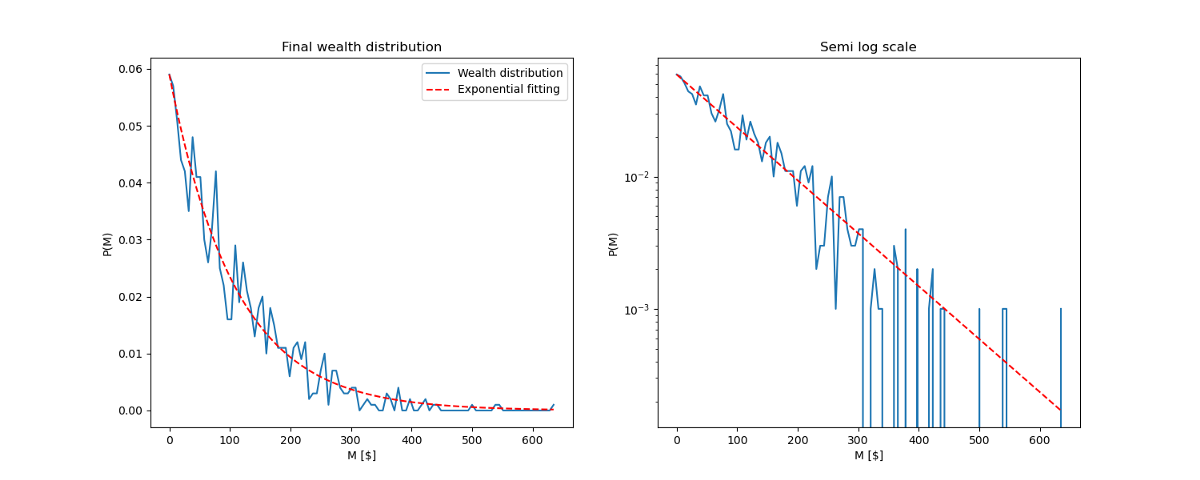 Final wealth distribution
Wealth distribution
Exponential fitting
0.06
0.05
0.04
0.03
0.02
0.01
0.00
P(M)
0 100 200 300 400 500 600
M [$]
Semi log scale
10⁻²
10⁻³
P(M)
0 100 200 300 400 500 600
M [$]